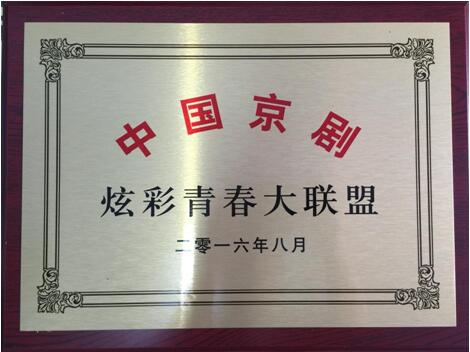 中国京剧
炫彩青春大联盟
二零一六年八月